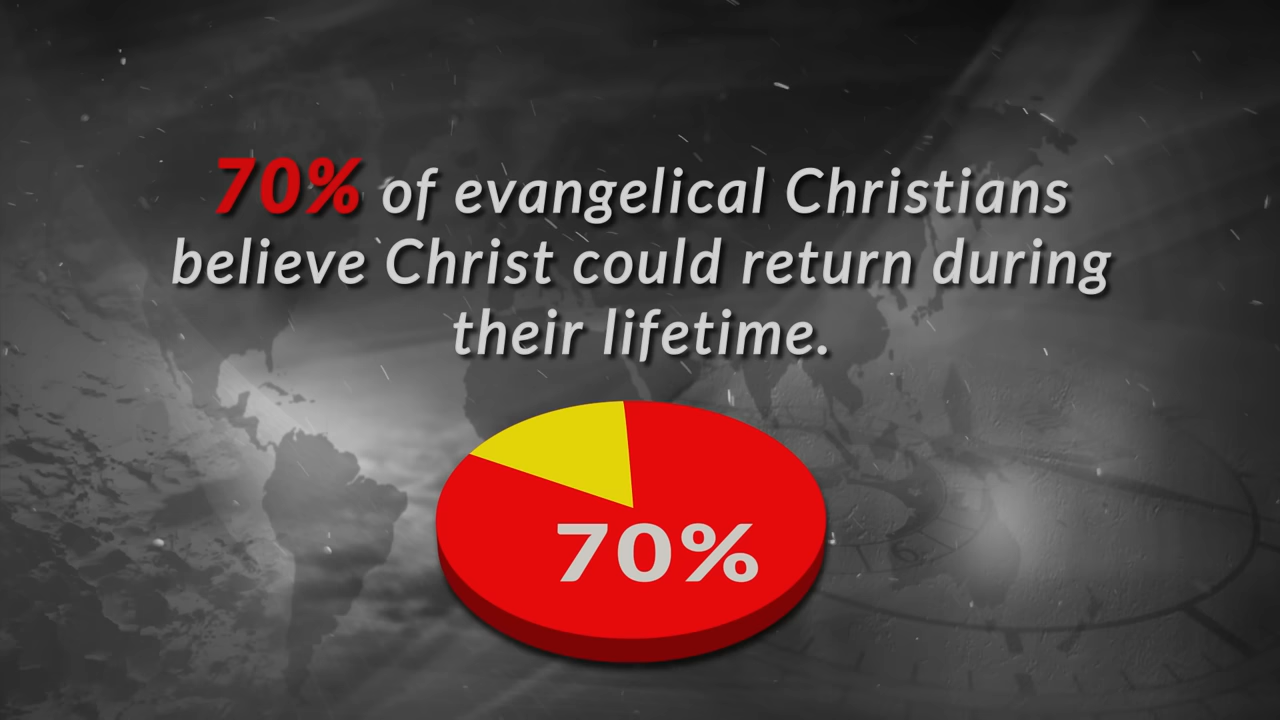 70% of evangelical Christians
believe Christ could return during
their lifetime.
70%